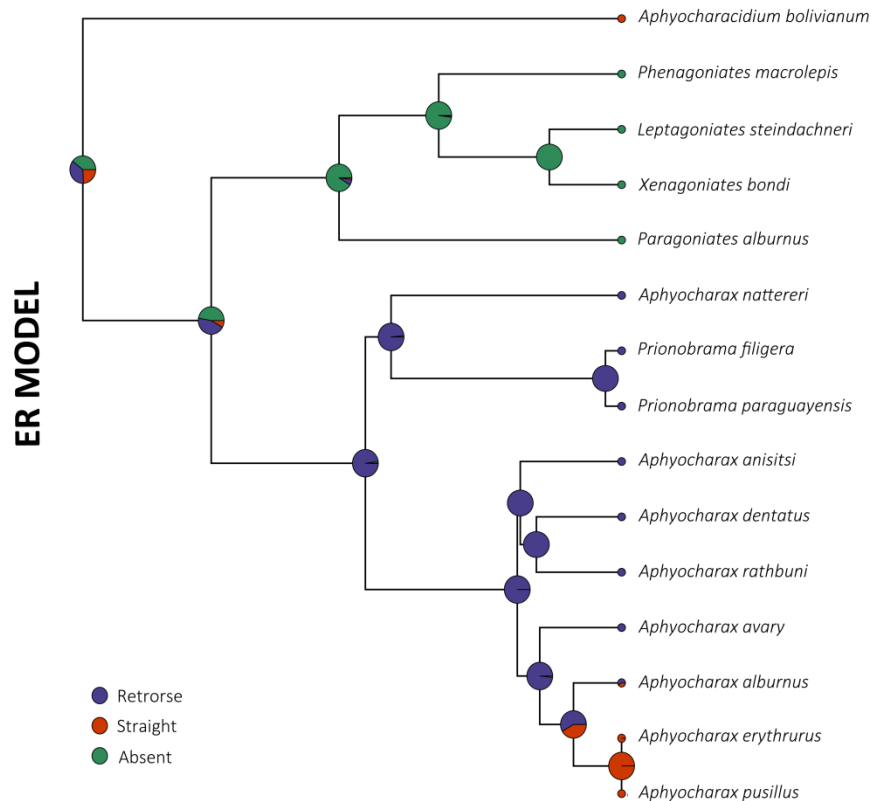 Aphyocharacidium bolivianum
Phenagoniates macrolepis
Leptagoniates steindachneri
Xenagoniates bondi
Paragoniates alburnus
Aphyocharax nattereri
Prionobrama filigera
Prionobrama paraguayensis
Aphyocharax anisitsi
Aphyocharax dentatus
Aphyocharax rathbuni
Aphyocharax avary
Aphyocharax alburnus
Aphyocharax erythrurus
Aphyocharax pusillus
ER MODEL
Retrorse
Straight
Absent